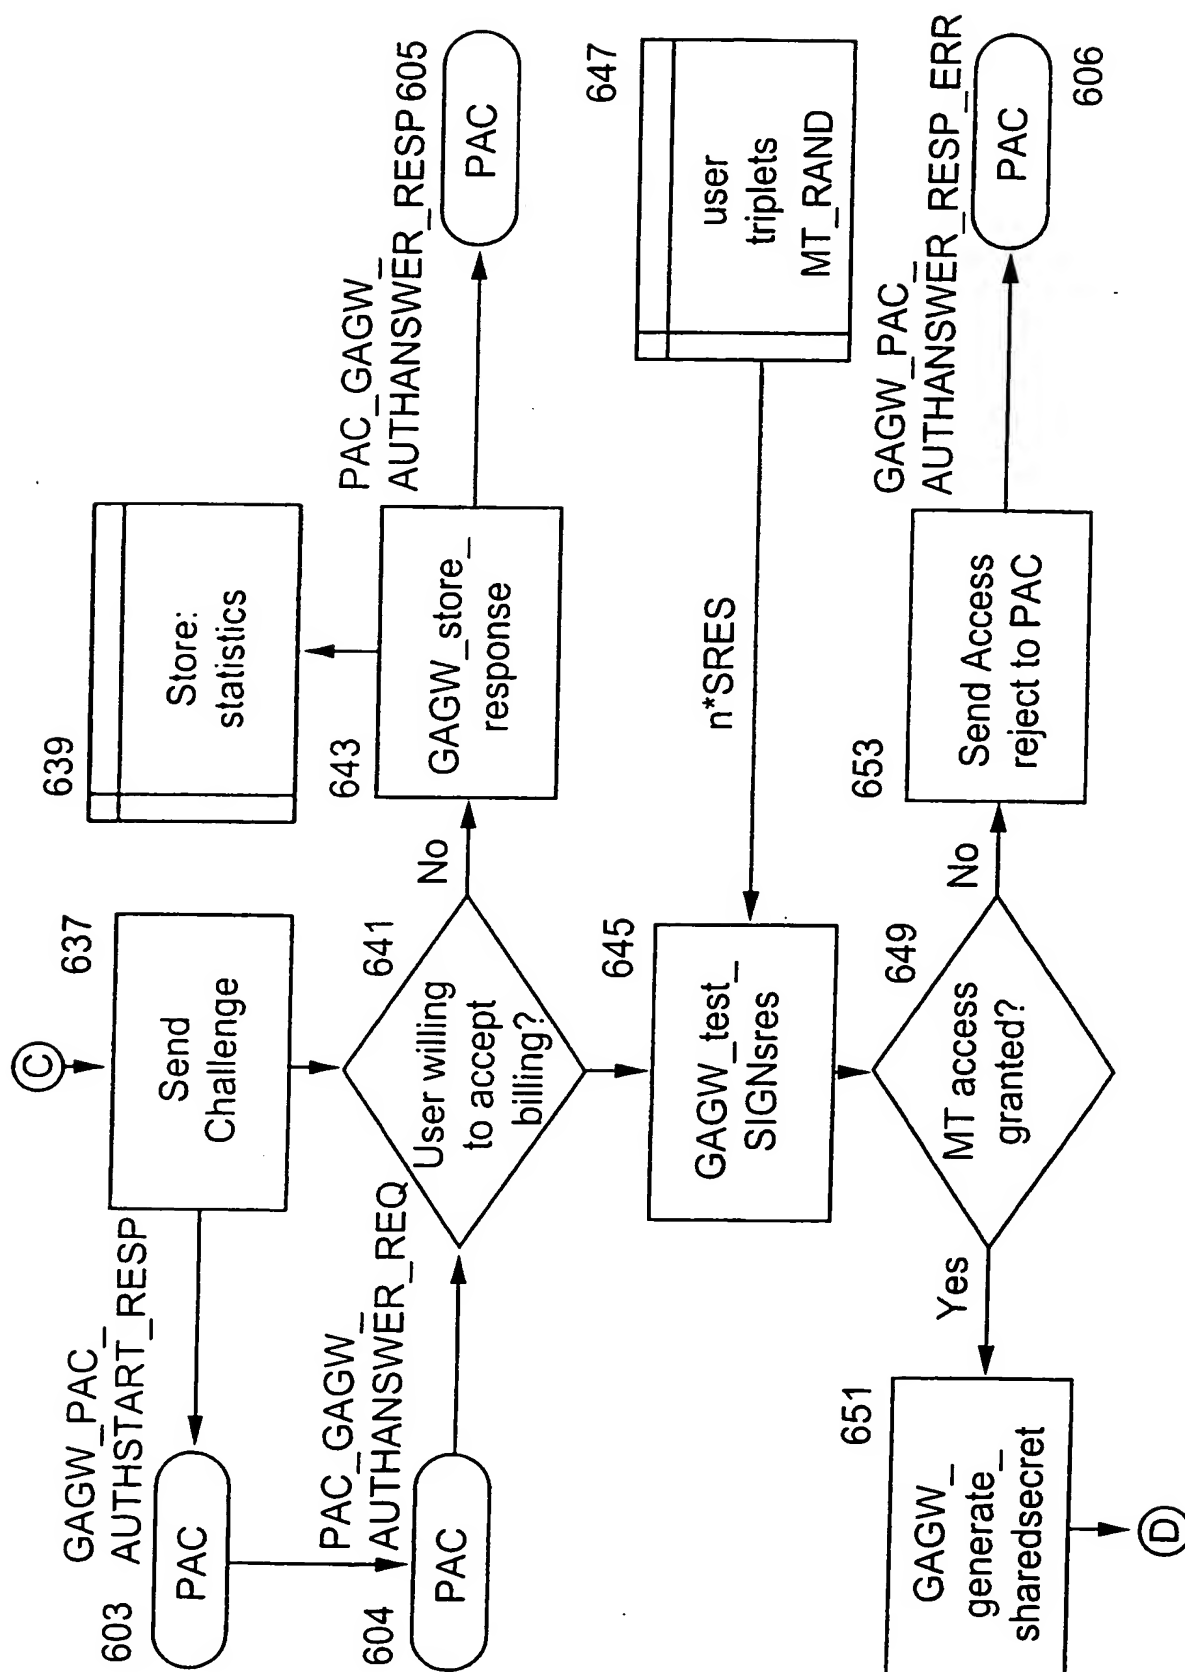 C
637
Send
Challenge
GAGW_PAC_
AUTHSTART_RESP
603
PAC
639
Store:
statistics
PAC_GAGW_
AUTHANSWER_REQ
604
PAC
641
User willing
to accept
billing?
No
643
GAGW_store_
response
PAC_GAGW_
AUTHANSWER_RESP
605
PAC
645
GAGW_test_
SIGNsres
n*SRES
647
user
triplets
MT_RAND
649
MT access
granted?
No
653
Send Access
reject to PAC
GAGW_PAC_
AUTHANSWER_RESP_ERR
PAC
606
Yes
651
GAGW_
generate_
sharedsecret
D